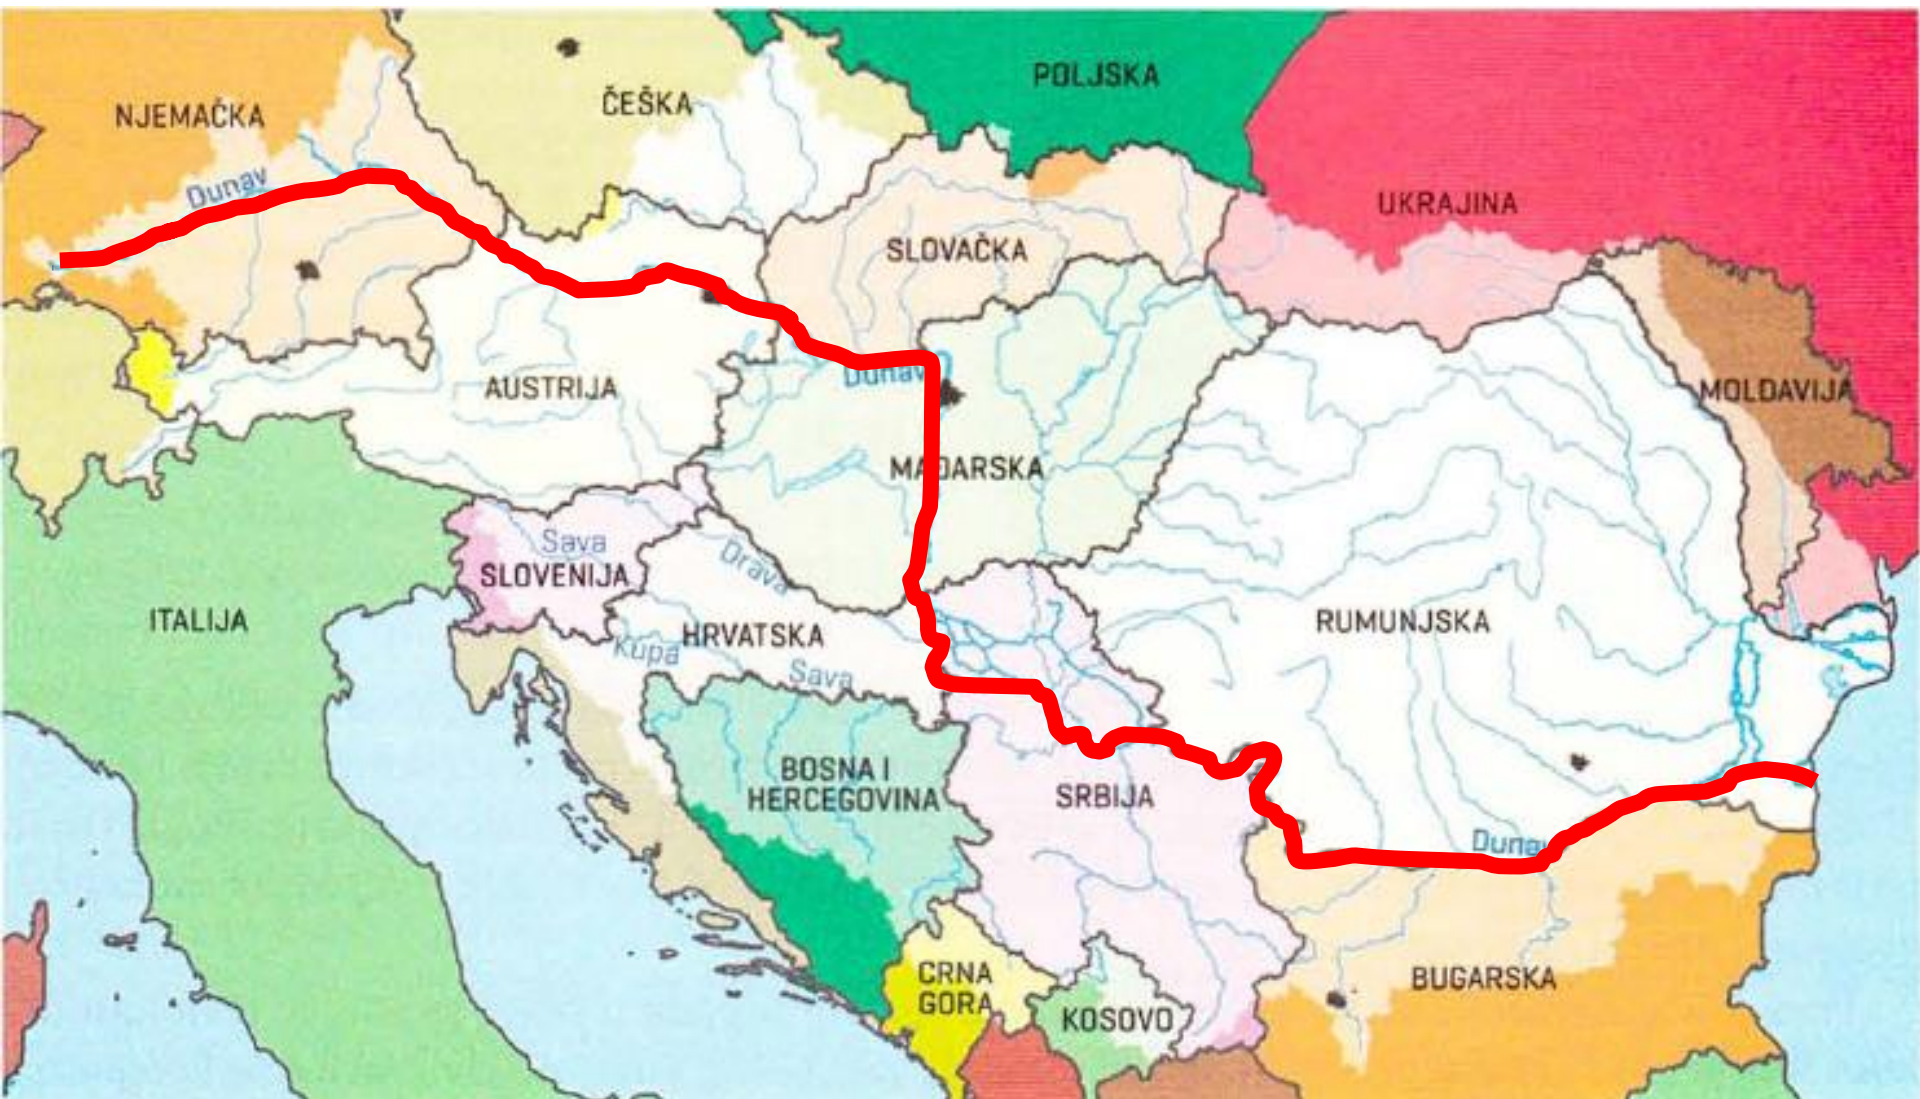 POLJSKA
ČEŠKA
NJEMAČKA
Dunav
UKRAJINA
SLOVAČKA
AUSTRIJA
Dunav
MOLDAVIJA
MAĐARSKA
Sava
SLOVENIJA
Drava
ITALIJA
HRVATSKA
RUMUNJSKA
Kupa
Sava
BOSNA I
HERCEGOVINA
SRBIJA
Dunav
CRNA
GORA
KOSOVO
BUGARSKA